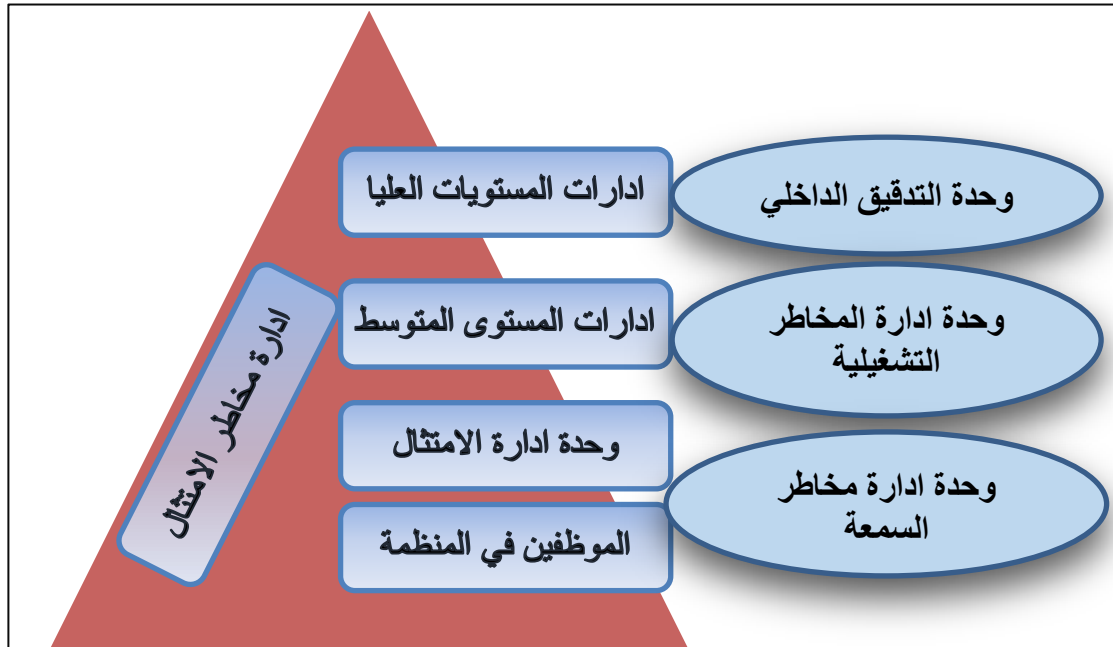 ادارات المستويات العليا
وحدة التدقيق الداخلي
ادارات المستوى المتوسط
وحدة ادارة المخاطر
التشغيلية
وحدة ادارة الامتثال
الموظفين في المنظمة
وحدة ادارة مخاطر
السمعة
ادارة مخاطر الامتثال